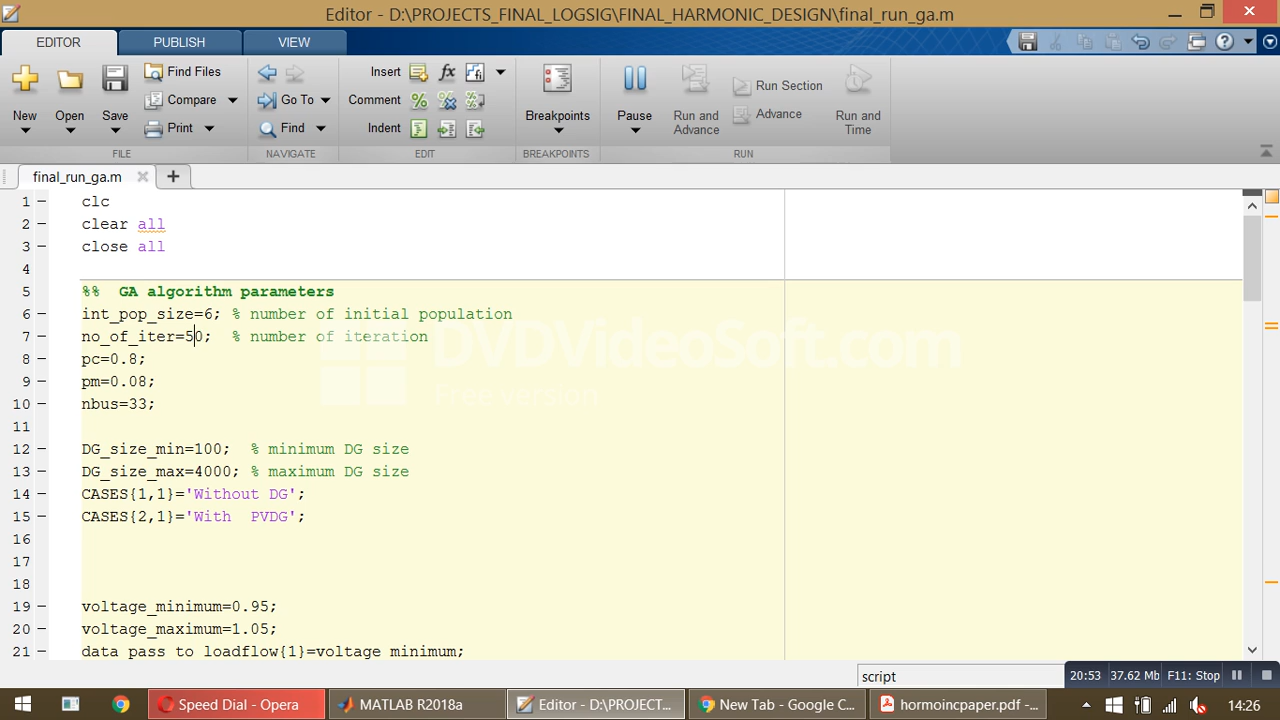 Editor - D:\PROJECTS_FINAL_LOGSIG\FINAL_HARMONIC_DESIGN\final_run_ga.m
EDITOR PUBLISH VIEW
New Open Save Find Files Compare Print
Insert Comment Indent
Go To Find
Breakpoints Pause Run and Advance Run Section Advance Run and Time
FILE NAVIGATE EDIT BREAKPOINTS RUN
final_run_ga.m
1 clc
2 clear all
3 close all
4
5 %% GA algorithm parameters
6 int_pop_size=6; % number of initial population
7 no_of_iter=50; % number of iteration
8 pc=0.8;
9 pm=0.08;
10 nbus=33;
11
12 DG_size_min=100; % minimum DG size
13 DG_size_max=4000; % maximum DG size
14 CASES{1,1}='Without DG';
15 CASES{2,1}='With  PVDG';
16
17
18
19 voltage_minimum=0.95;
20 voltage_maximum=1.05;
21 data_pass_to_loadflow{1}=voltage_minimum;
DVDVideoSoft.com
Free version
script
20:53 37.62 Mb F11: Stop
Speed Dial - Opera MATLAB R2018a Editor - D:\PROJECT... New Tab - Google C... hormoincpaper.pdf -... 14:26